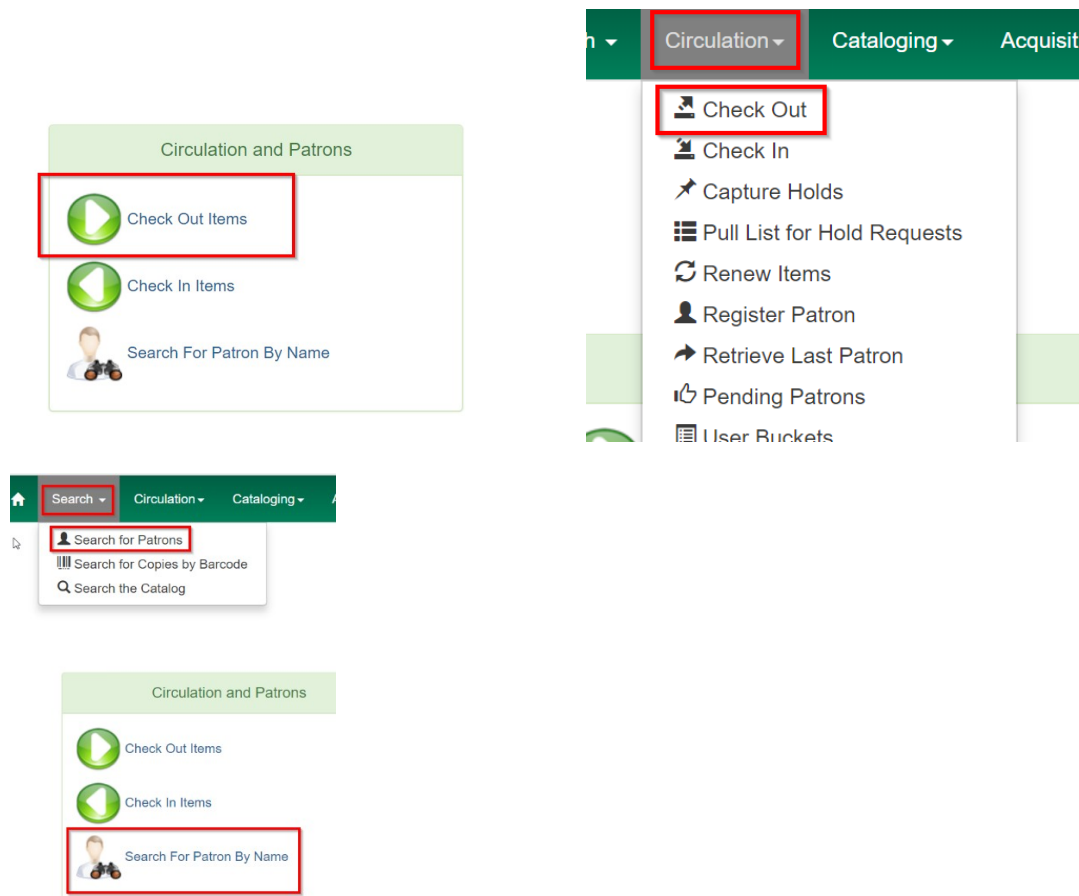 Circulation and Patrons
Check Out Items
Check In Items
Search For Patron By Name
h Circulation Cataloging Acquisit
Check Out
Check In
Capture Holds
Pull List for Hold Requests
Renew Items
Register Patron
Retrieve Last Patron
Pending Patrons
User Buckets
Search Circulation Cataloging
Search for Patrons
Search for Copies by Barcode
Search the Catalog
Circulation and Patrons
Check Out Items
Check In Items
Search For Patron By Name